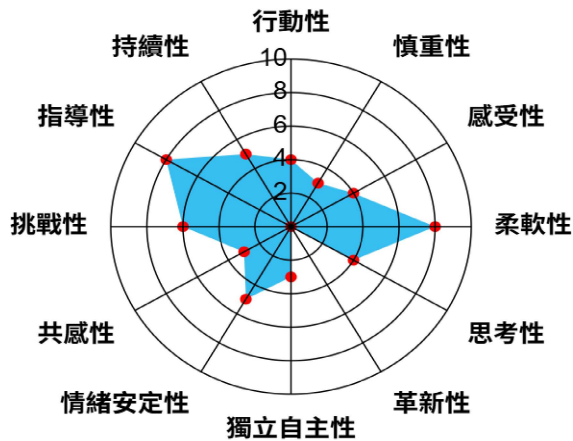 行動性
持續性
慎重性
10
8
指導性
感受性
6
4
2
挑戰性
柔軟性
共感性
思考性
情緒安定性
革新性
獨立自主性